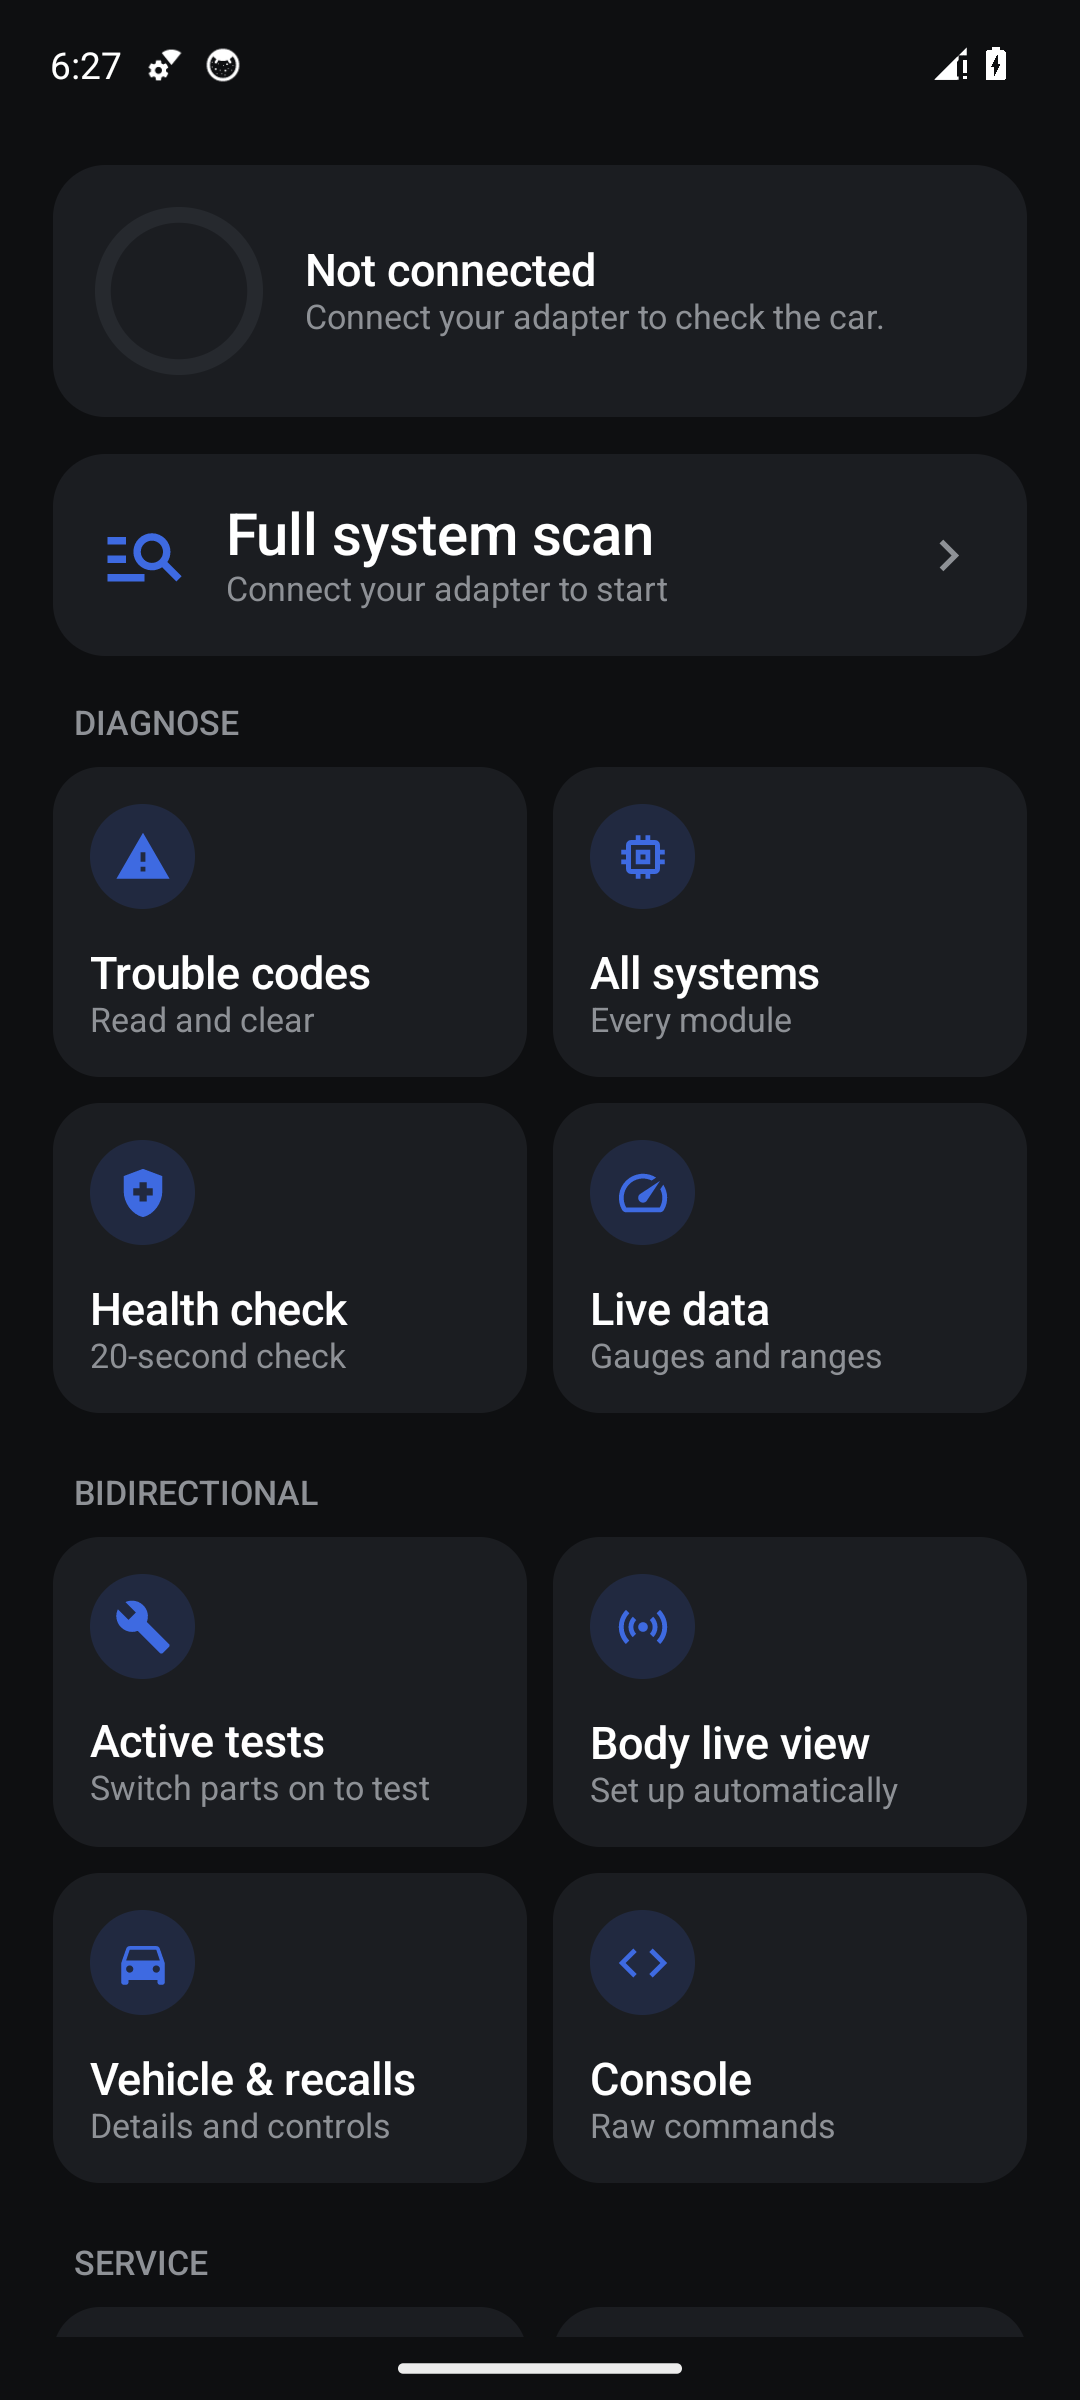 6:27
Not connected
Connect your adapter to check the car.
Full system scan
Connect your adapter to start
DIAGNOSE
Trouble codes
Read and clear
All systems
Every module
Health check
20-second check
Live data
Gauges and ranges
BIDIRECTIONAL
Active tests
Switch parts on to test
Body live view
Set up automatically
Vehicle & recalls
Details and controls
Console
Raw commands
SERVICE